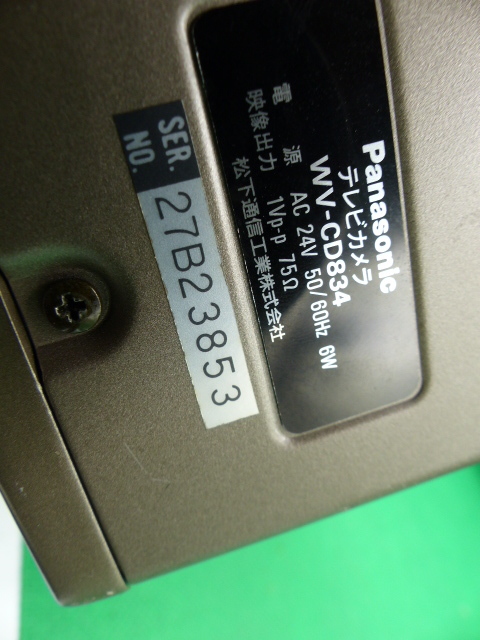 Panasonic
テレビカメラ
WV-CD834
電源 AC 24V 50/60Hz 6W
映像出力 1Vp-p 75Ω
松下通信工業株式会社
SER.
NO.
27B23853